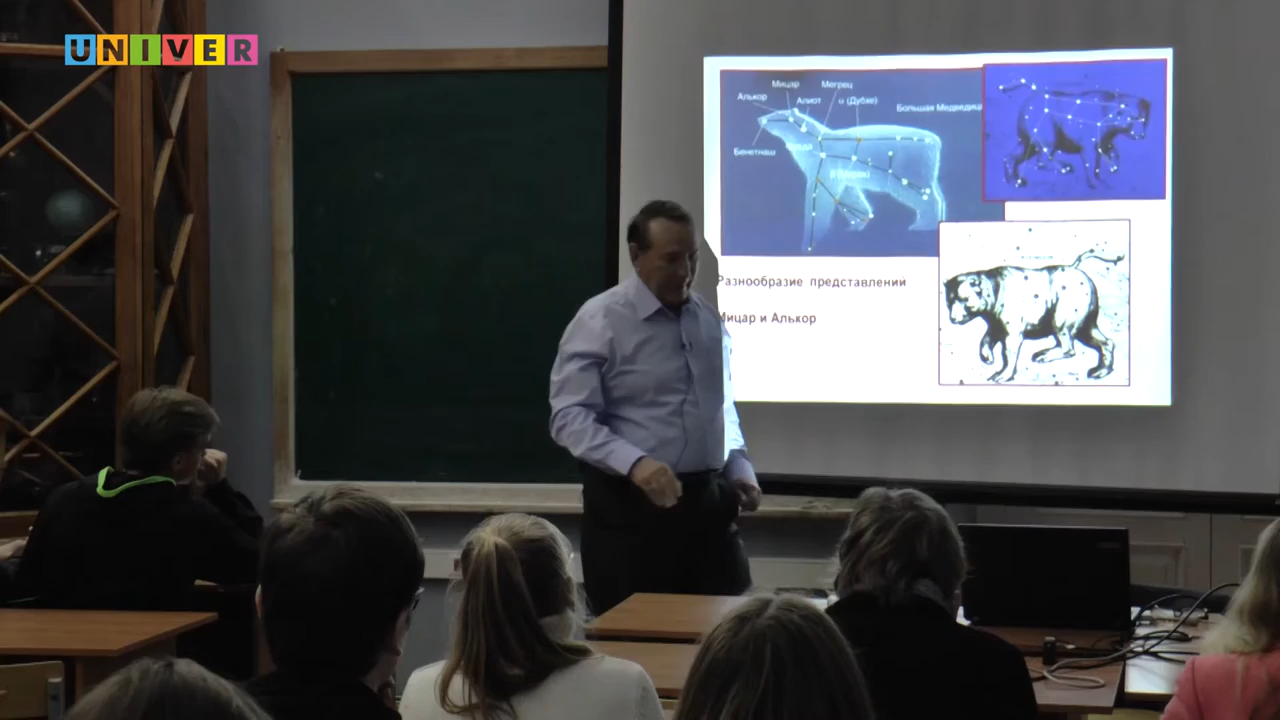 UNIVER
Мицар
Мегрец
Алькор
Алиот
α (Дубхе)
Большая Медведица
Бенетнаш
Разнообразие представлений
Мицар и Алькор